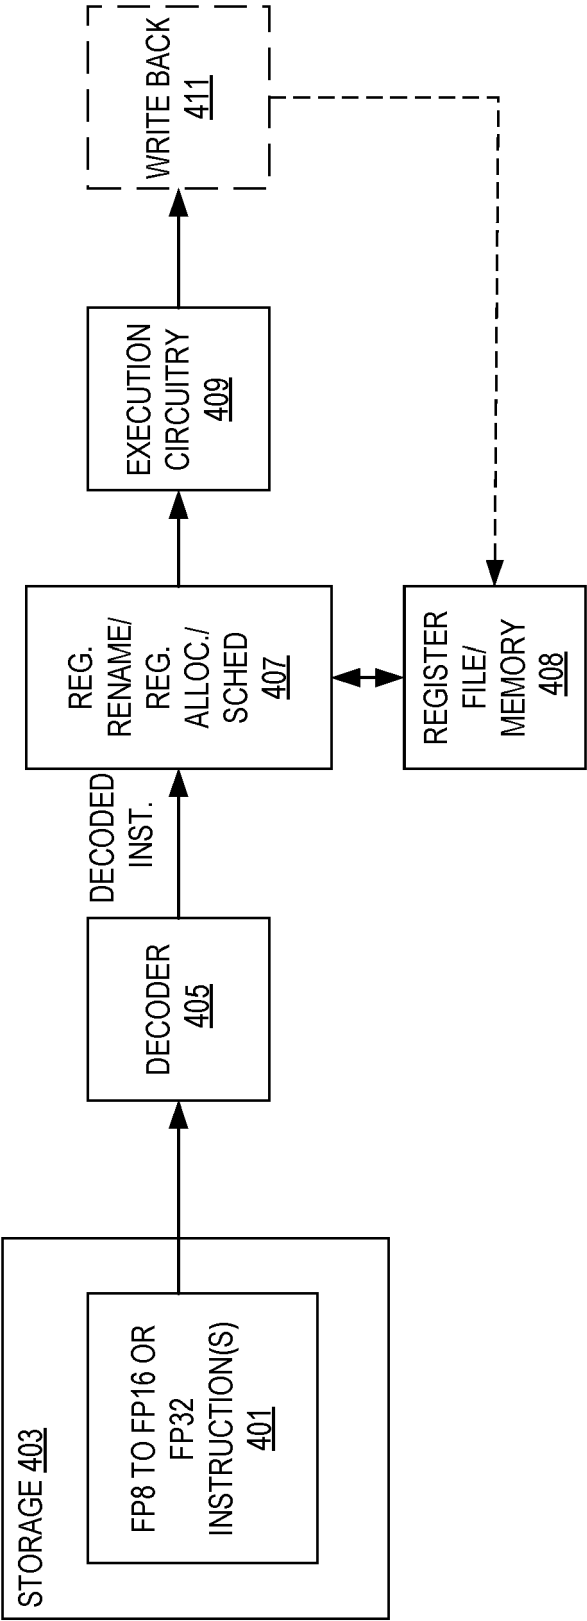 STORAGE 403
FP8 TO FP16 OR
FP32
INSTRUCTION(S)
401
DECODER
405
DECODED
INST.
REG.
RENAME/
REG.
ALLOC./
SCHED
407
REGISTER
FILE/
MEMORY
408
EXECUTION
CIRCUITRY
409
WRITE BACK
411